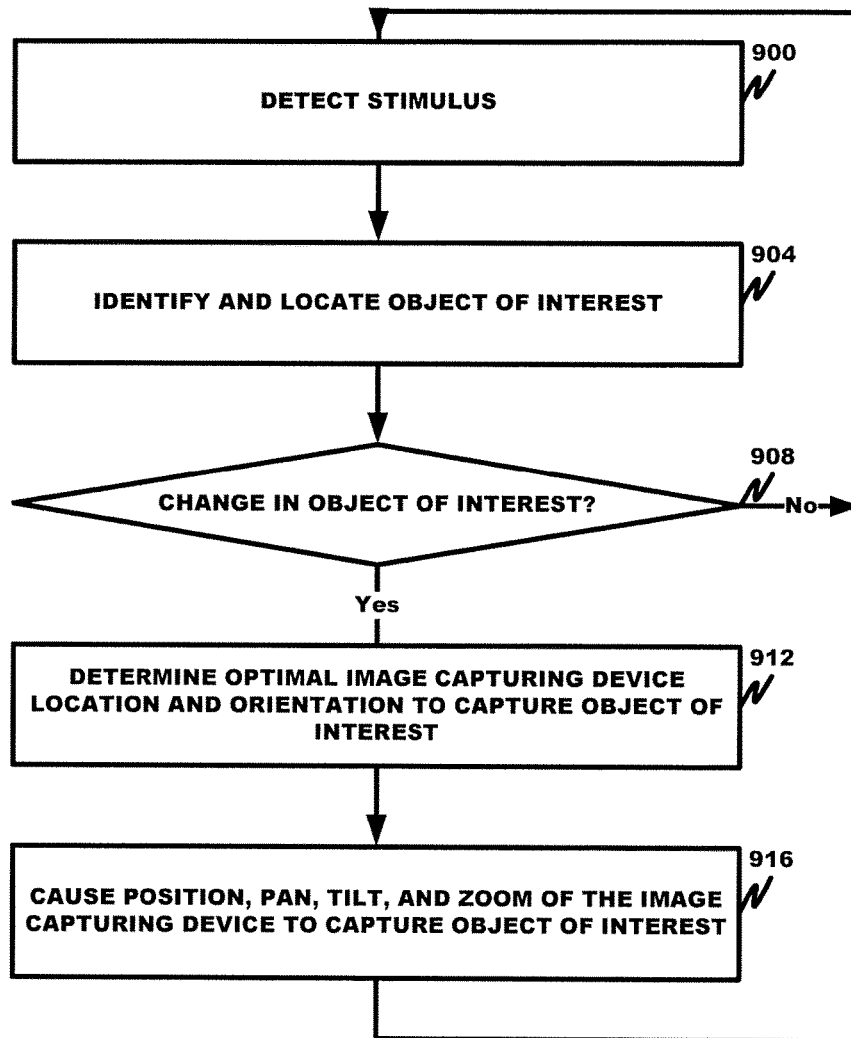 900
DETECT STIMULUS
904
IDENTIFY AND LOCATE OBJECT OF INTEREST
908
CHANGE IN OBJECT OF INTEREST?
No
Yes
912
DETERMINE OPTIMAL IMAGE CAPTURING DEVICE
LOCATION AND ORIENTATION TO CAPTURE OBJECT OF
INTEREST
916
CAUSE POSITION, PAN, TILT, AND ZOOM OF THE IMAGE
CAPTURING DEVICE TO CAPTURE OBJECT OF INTEREST